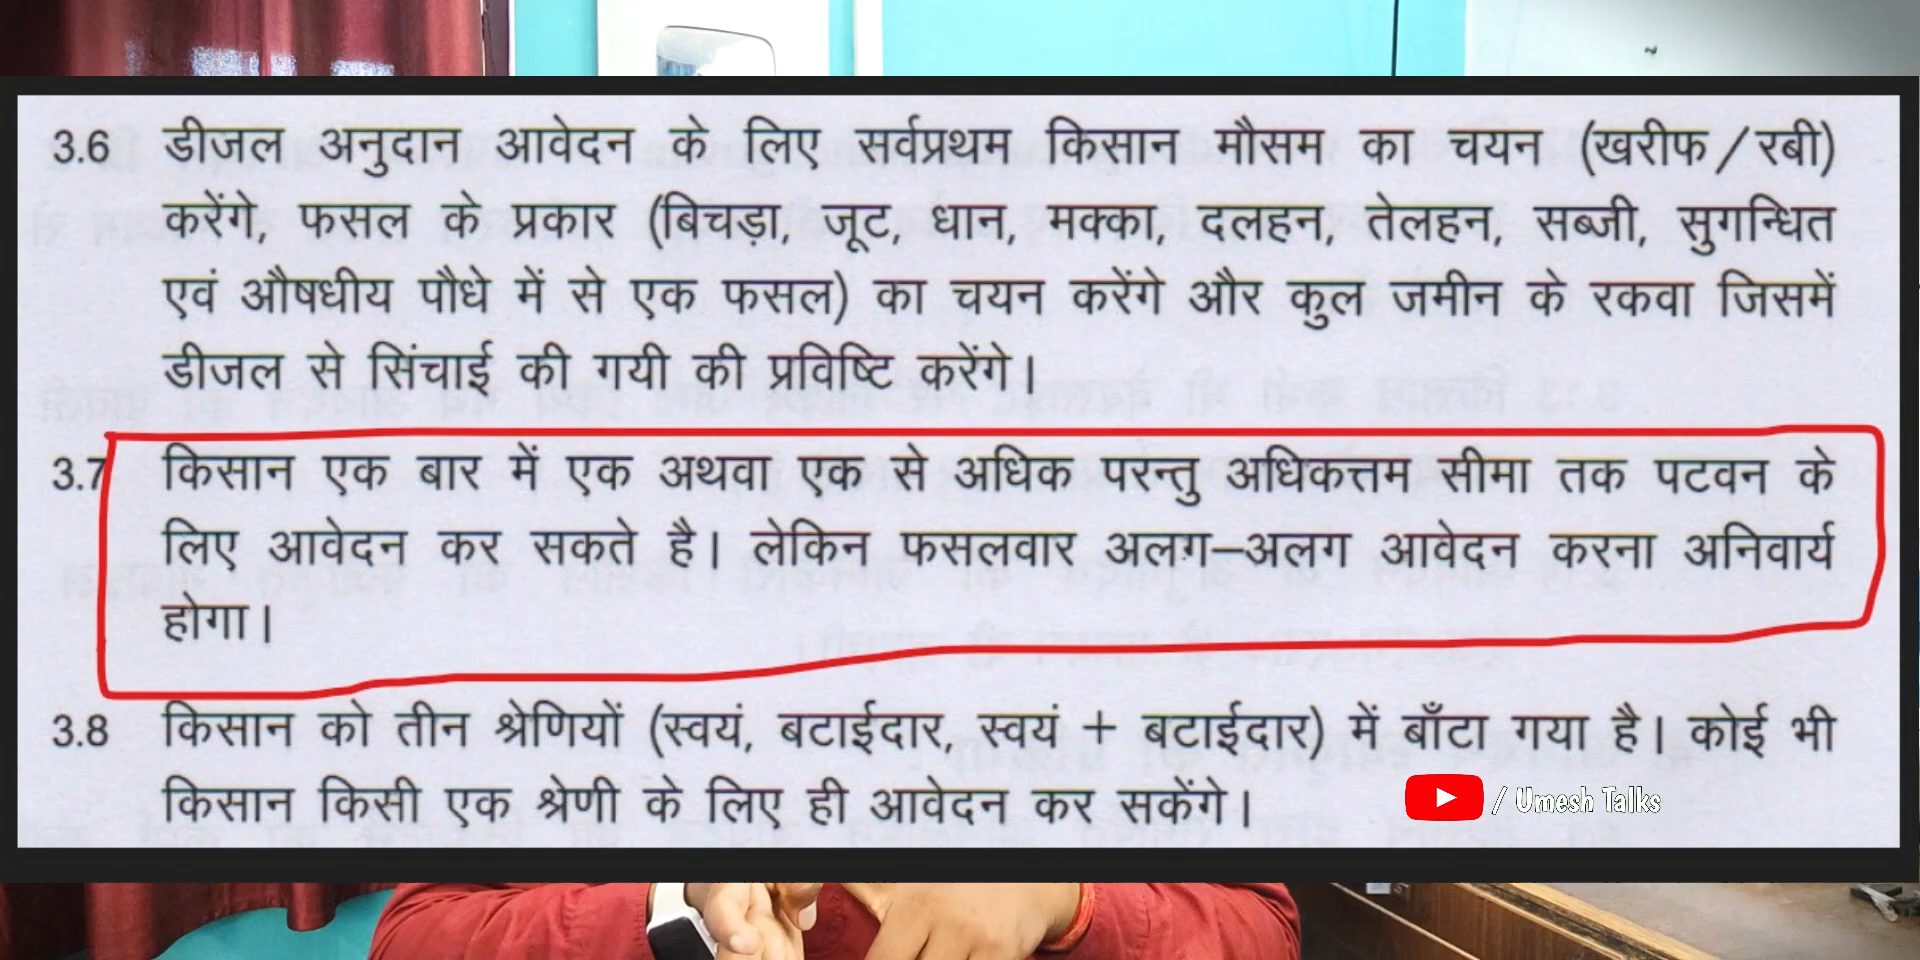 3.6 डीज़ल अनुदान आवेदन के लिए सर्वप्रथम किसान मौसम का चयन (खरीफ / रबी)
करेंगे, फसल के प्रकार (बिचड़ा, जूट, धान, मक्का, दलहन, तेलहन, सब्जी, सुगन्धित
एवं औषधीय पौधे में से एक फसल) का चयन करेंगे और कुल जमीन के रकवा जिसमें
डीजल से सिंचाई की गयी की प्रविष्टि करेंगे।
3.7 किसान एक बार में एक अथवा एक से अधिक परन्तु अधिकत्तम सीमा तक पटवन के
लिए आवेदन कर सकते है। लेकिन फसलवार अलग–अलग आवेदन करना अनिवार्य
होगा।
3.8 किसान को तीन श्रेणियों (स्वयं, बटाईदार, स्वयं + बटाईदार) में बाँटा गया है। कोई भी
किसान किसी एक श्रेणी के लिए ही आवेदन कर सकेंगे।
/ Umesh Talks